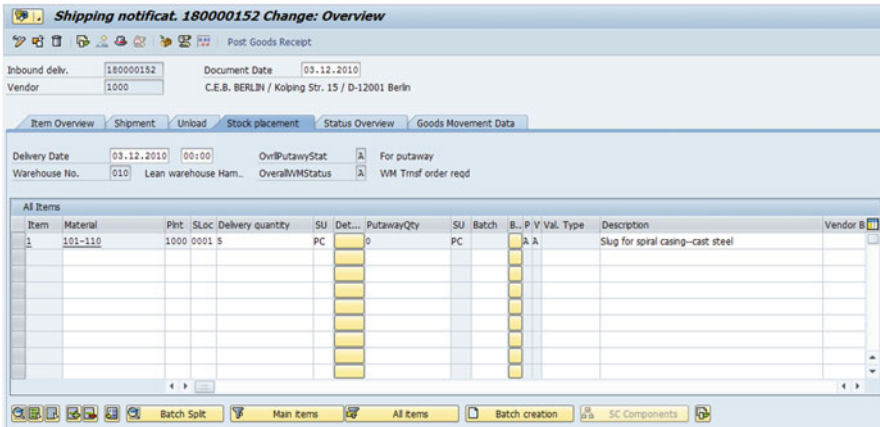 Shipping notificat. 180000152 Change: Overview
Post Goods Receipt
Inbound deliv. 180000152 Document Date 03.12.2010
Vendor 1000 C.E.B. BERLIN / Kolping Str. 15 / D-12001 Berlin
Item Overview Shipment Unload Stock placement Status Overview Goods Movement Data
Delivery Date 03.12.2010 00:00 OvrlPutawyStat A For putaway
Warehouse No. 010 Lean warehouse Ham... OverallWMStatus A WM Trnsf order reqd
All Items
Item Material Plnt SLoc Delivery quantity SU Det... PutawayQty SU Batch B.. P V Val. Type Description Vendor B
1 101-110 1000 0001 5 PC 0 PC A A Slug for spiral casing--cast steel
Batch Split Main items All items Batch creation SC Components